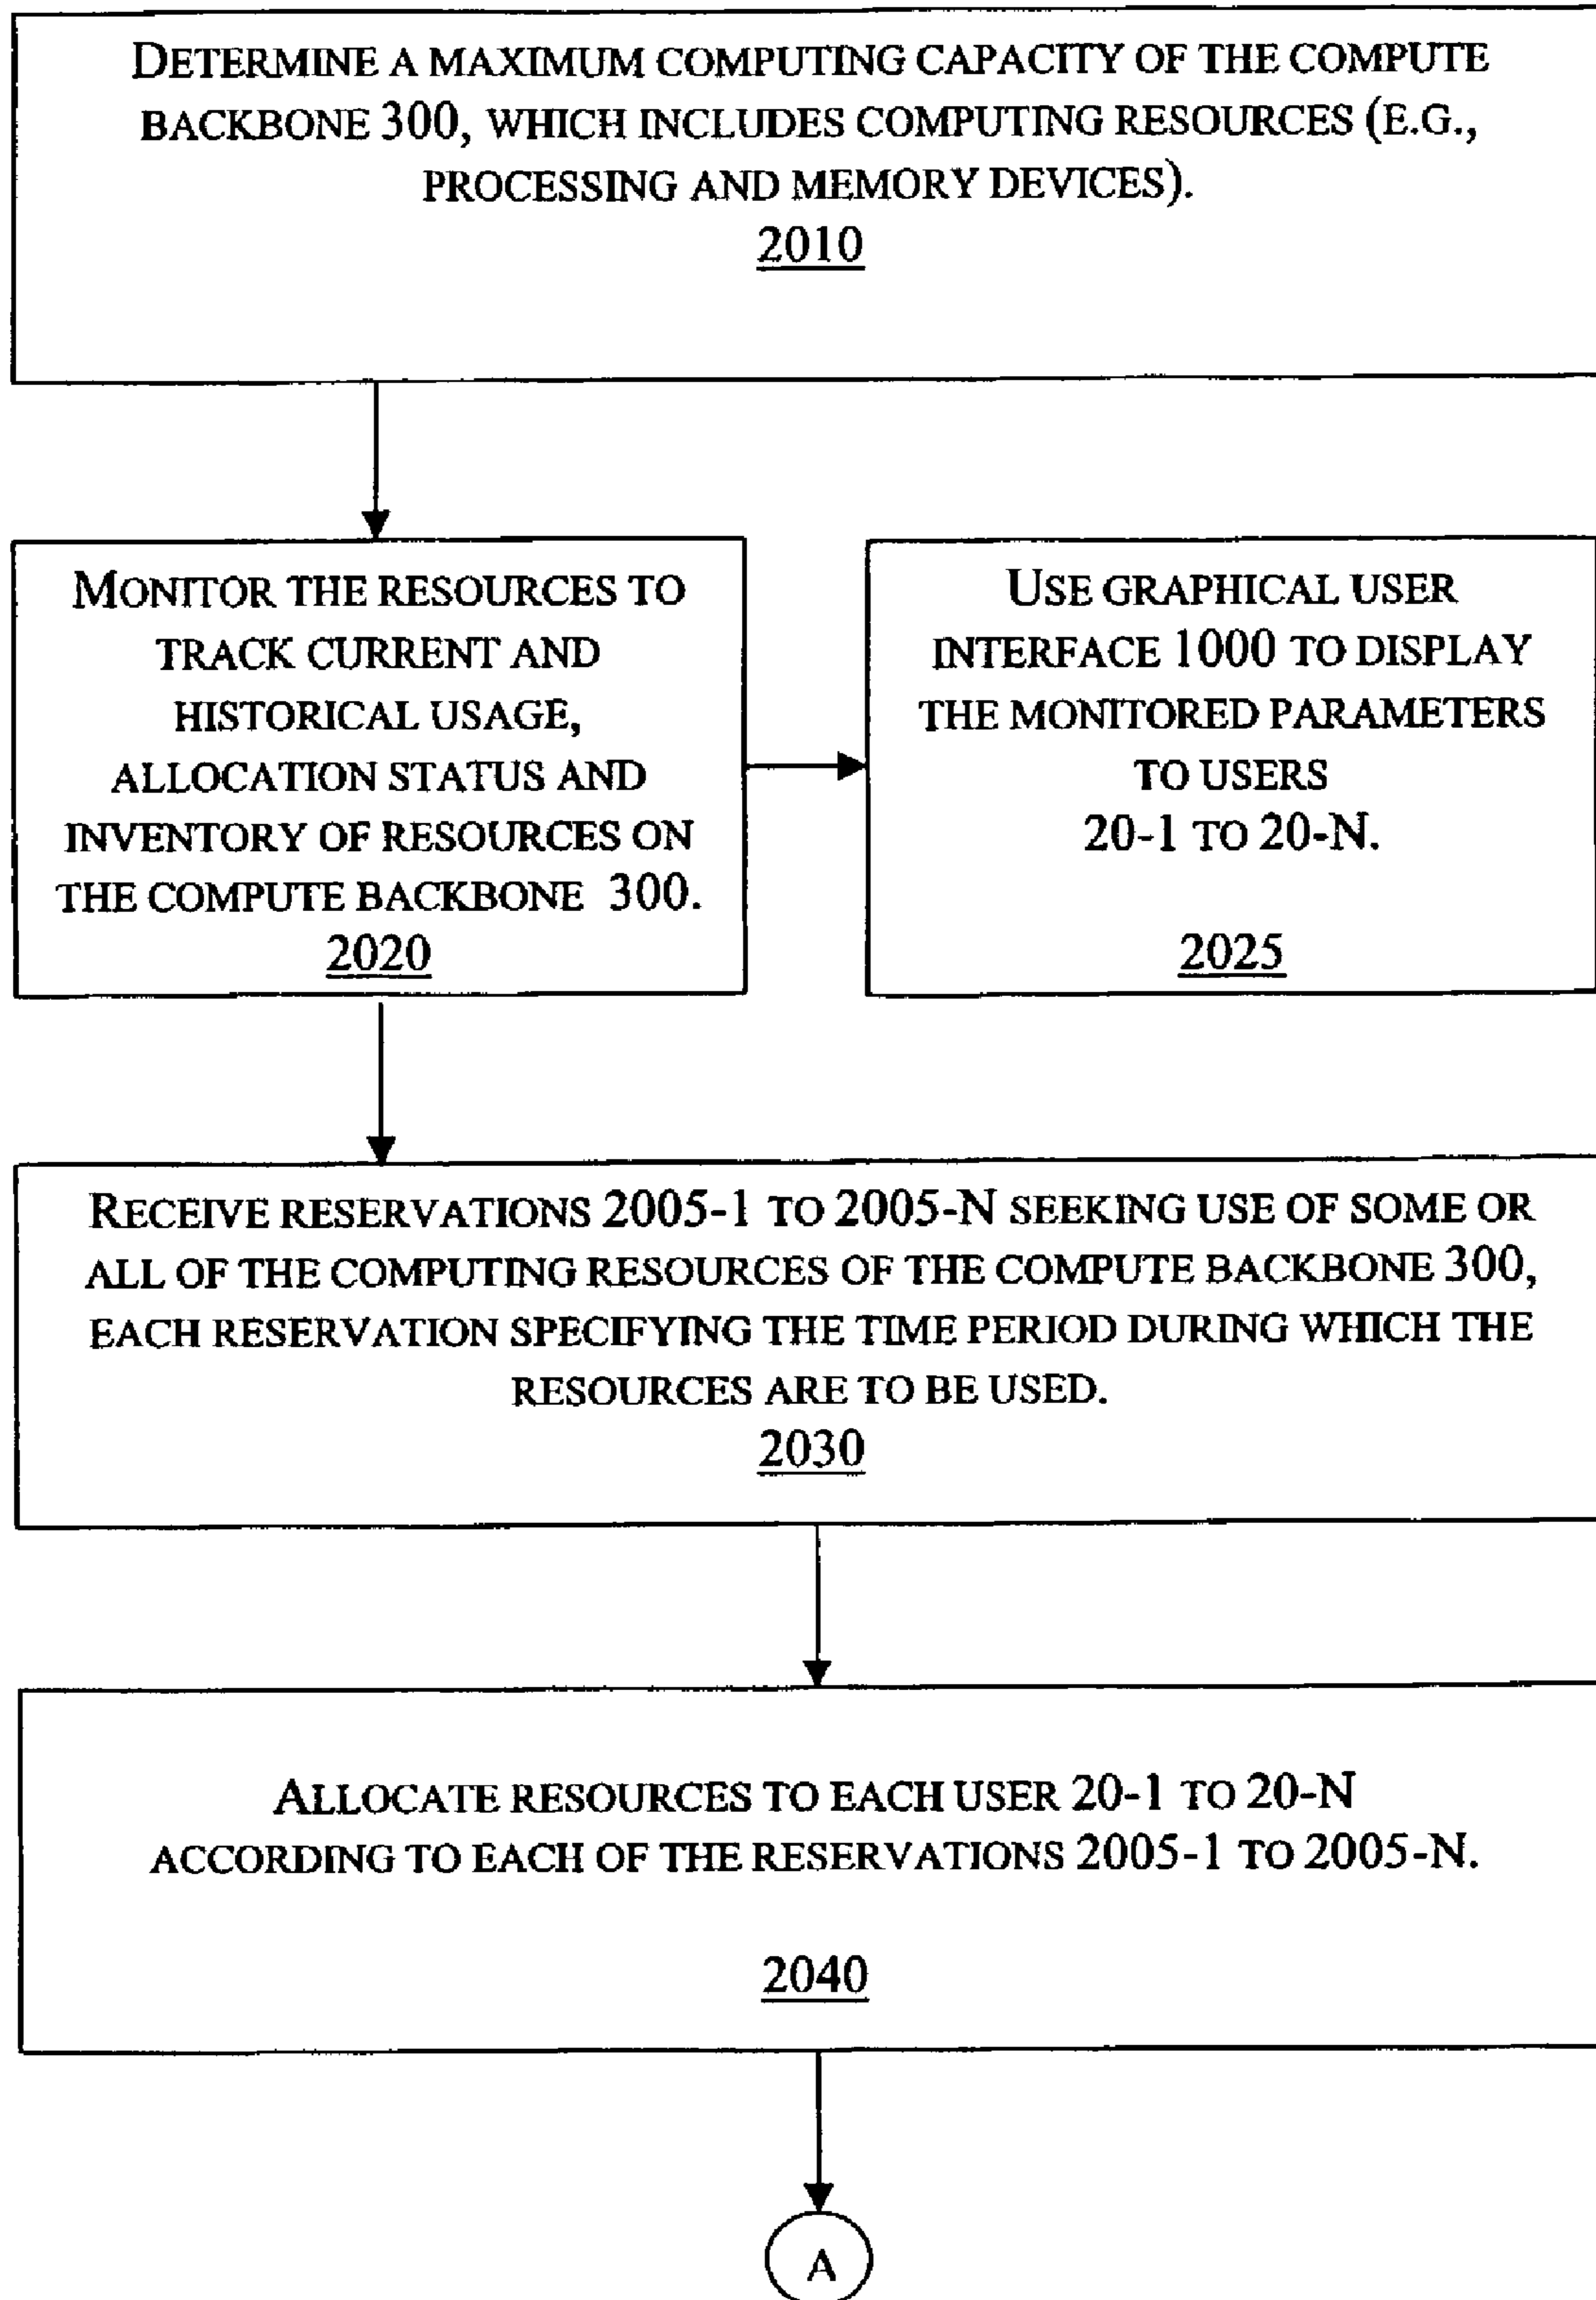 DETERMINE A MAXIMUM COMPUTING CAPACITY OF THE COMPUTE
BACKBONE 300, WHICH INCLUDES COMPUTING RESOURCES (E.G.,
PROCESSING AND MEMORY DEVICES).
2010
MONITOR THE RESOURCES TO
TRACK CURRENT AND
HISTORICAL USAGE,
ALLOCATION STATUS AND
INVENTORY OF RESOURCES ON
THE COMPUTE BACKBONE 300.
2020
USE GRAPHICAL USER
INTERFACE 1000 TO DISPLAY
THE MONITORED PARAMETERS
TO USERS
20-1 TO 20-N.
2025
RECEIVE RESERVATIONS 2005-1 TO 2005-N SEEKING USE OF SOME OR
ALL OF THE COMPUTING RESOURCES OF THE COMPUTE BACKBONE 300,
EACH RESERVATION SPECIFYING THE TIME PERIOD DURING WHICH THE
RESOURCES ARE TO BE USED.
2030
ALLOCATE RESOURCES TO EACH USER 20-1 TO 20-N
ACCORDING TO EACH OF THE RESERVATIONS 2005-1 TO 2005-N.
2040
A